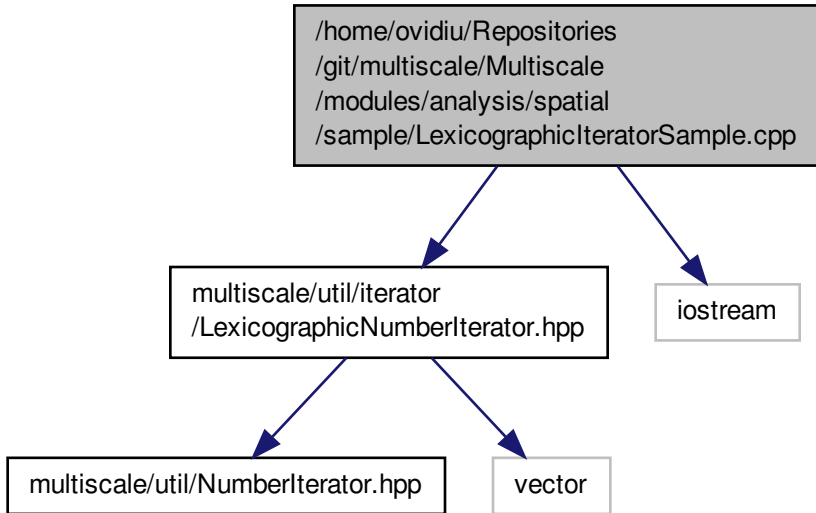 /home/ovidiu/Repositories
/git/multiscale/Multiscale
/modules/analysis/spatial
/sample/LexicographicIteratorSample.cpp
multiscale/util/iterator
/LexicographicNumberIterator.hpp
iostream
multiscale/util/NumberIterator.hpp
vector